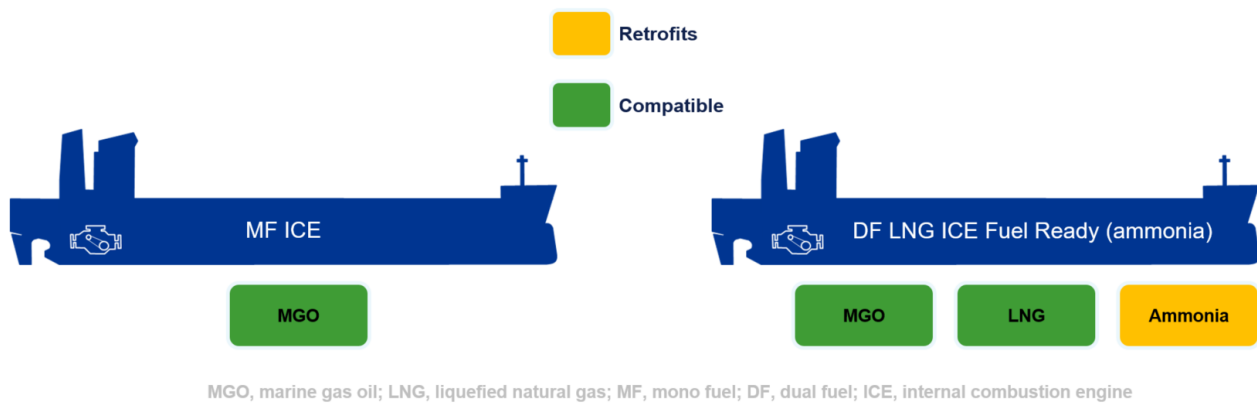 Retrofits
Compatible
MF ICE
DF LNG ICE Fuel Ready (ammonia)
MGO
MGO
LNG
Ammonia
MGO, marine gas oil; LNG, liquefied natural gas; MF, mono fuel; DF, dual fuel; ICE, internal combustion engine